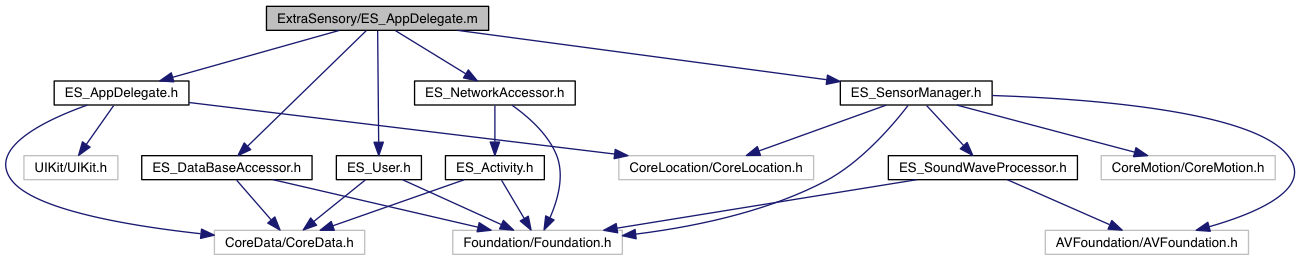 ExtraSensory/ES_AppDelegate.m
ES_AppDelegate.h
ES_NetworkAccessor.h
ES_SensorManager.h
UIKit/UIKit.h
ES_DataBaseAccessor.h
ES_User.h
ES_Activity.h
CoreLocation/CoreLocation.h
ES_SoundWaveProcessor.h
CoreMotion/CoreMotion.h
CoreData/CoreData.h
Foundation/Foundation.h
AVFoundation/AVFoundation.h